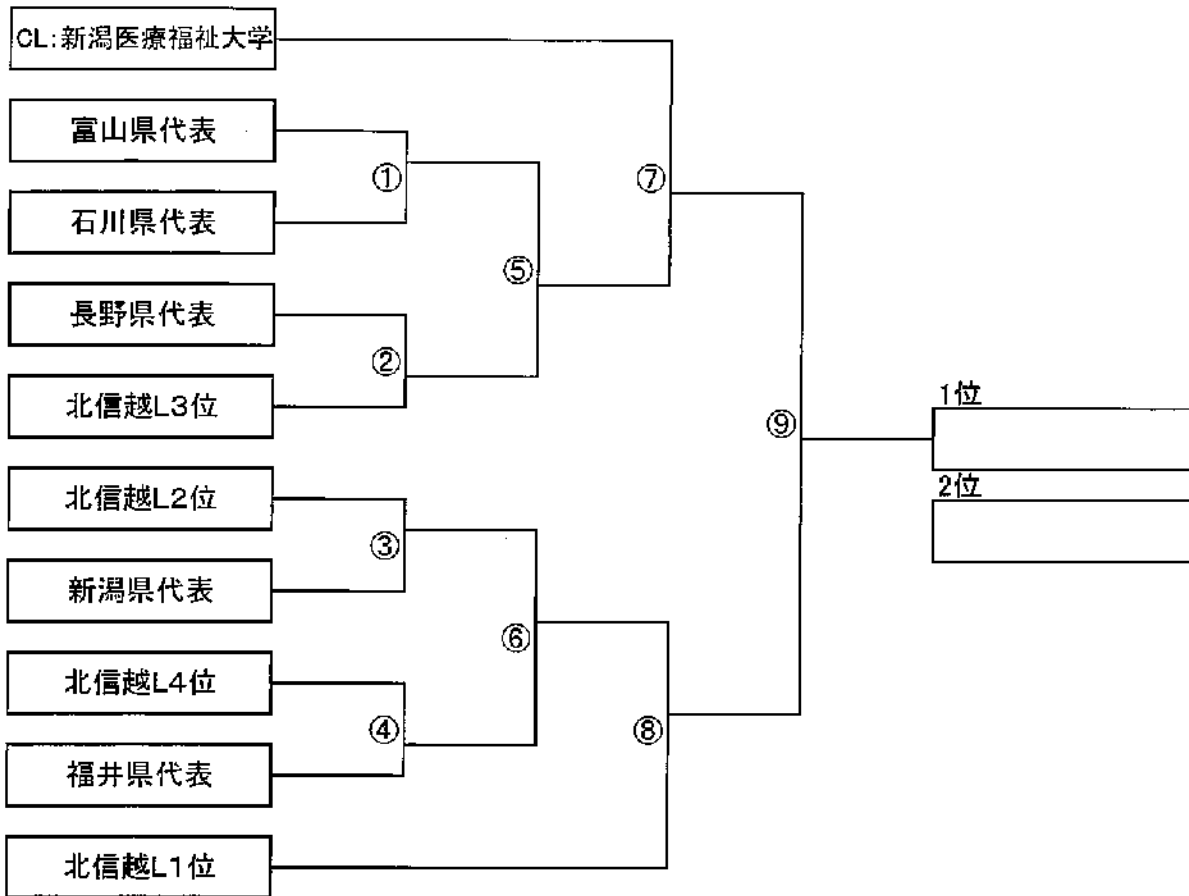 CL:新潟医療福祉大学
富山県代表
①
⑦
石川県代表
⑤
長野県代表
②
北信越L3位
1位
⑨
北信越L2位
2位
③
新潟県代表
⑥
北信越L4位
④
⑧
福井県代表
北信越L1位